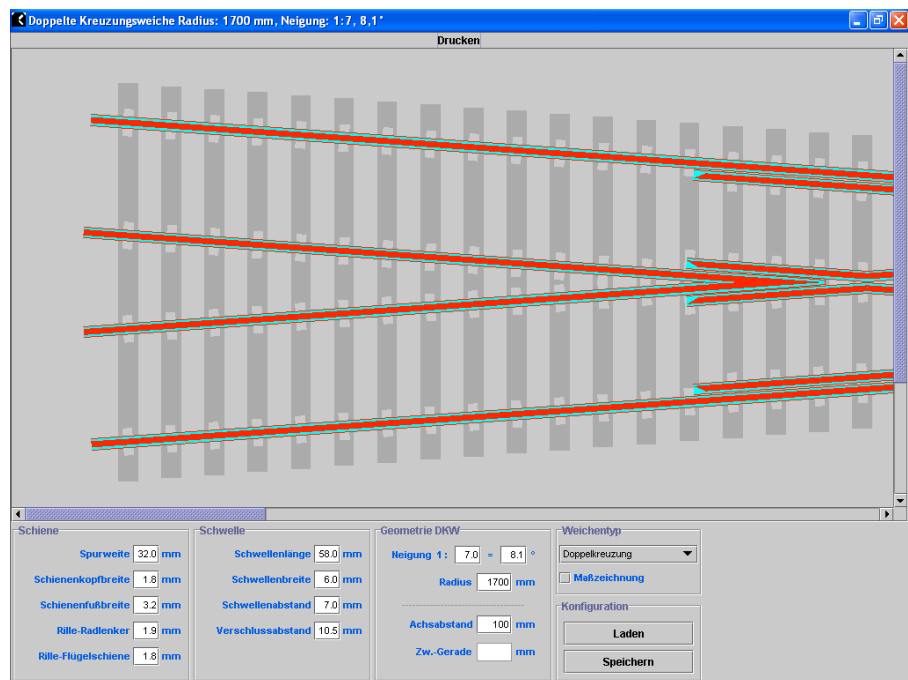 Doppelte Kreuzungsweiche Radius: 1700 mm, Neigung: 1:7, 8,1°
Drucken
Schiene
Spurweite 32.0 mm
Schienenkopfbreite 1.8 mm
Schienenfußbreite 3.2 mm
Rille-Radlenker 1.9 mm
Rille-Flügelschiene 1.8 mm
Schwelle
Schwellenlänge 58.0 mm
Schwellenbreite 6.0 mm
Schwellenabstand 7.0 mm
Verschlussabstand 10.5 mm
Geometrie DKW
Neigung 1: 7.0 = 8.1 °
Radius 1700 mm
Achsabstand 100 mm
Zw.-Gerade mm
Weichentyp
Doppelkreuzung
Maßzeichnung
Konfiguration
Laden
Speichern